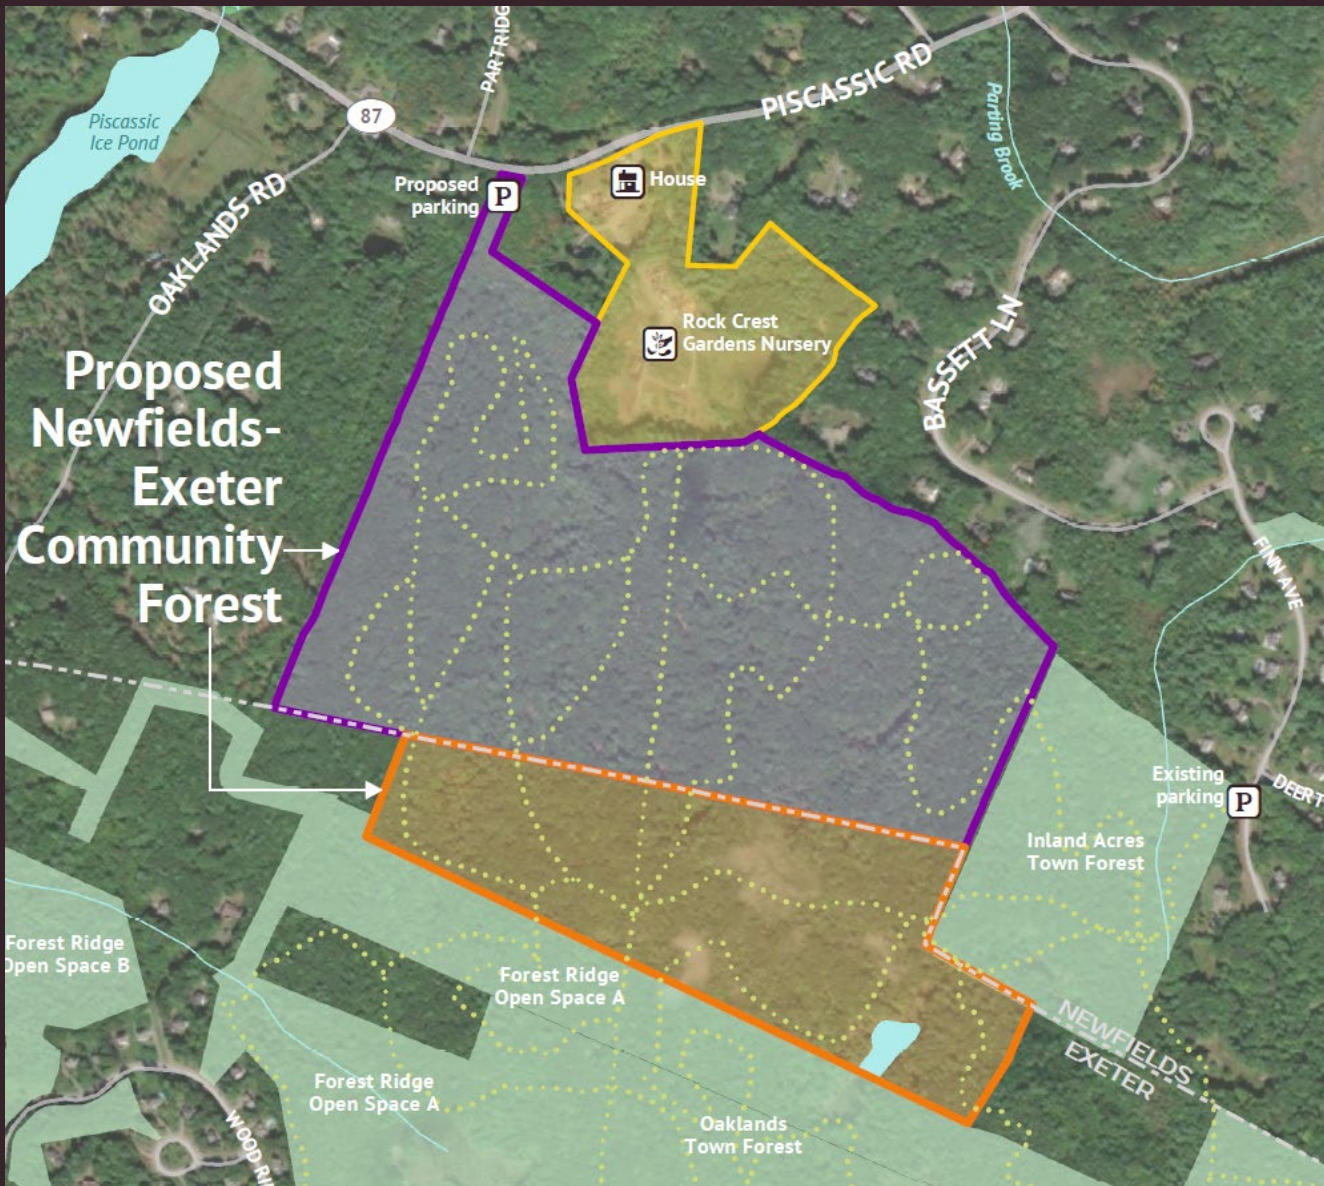 PARTRIDG
PISCASSIC RD
Piscassic
Ice Pond
87
Parting Brook
Proposed
parking
P
House
OAKLANDS RD
Rock Crest
Gardens Nursery
BASSETT LN
Proposed
Newfields-
Exeter
Community
Forest
FINN AVE
Existing
parking
P
DEER T
Inland Acres
Town Forest
Forest Ridge
Open Space B
Forest Ridge
Open Space A
NEWFIELDS
EXETER
Forest Ridge
Open Space A
Oaklands
Town Forest
WOOD RI